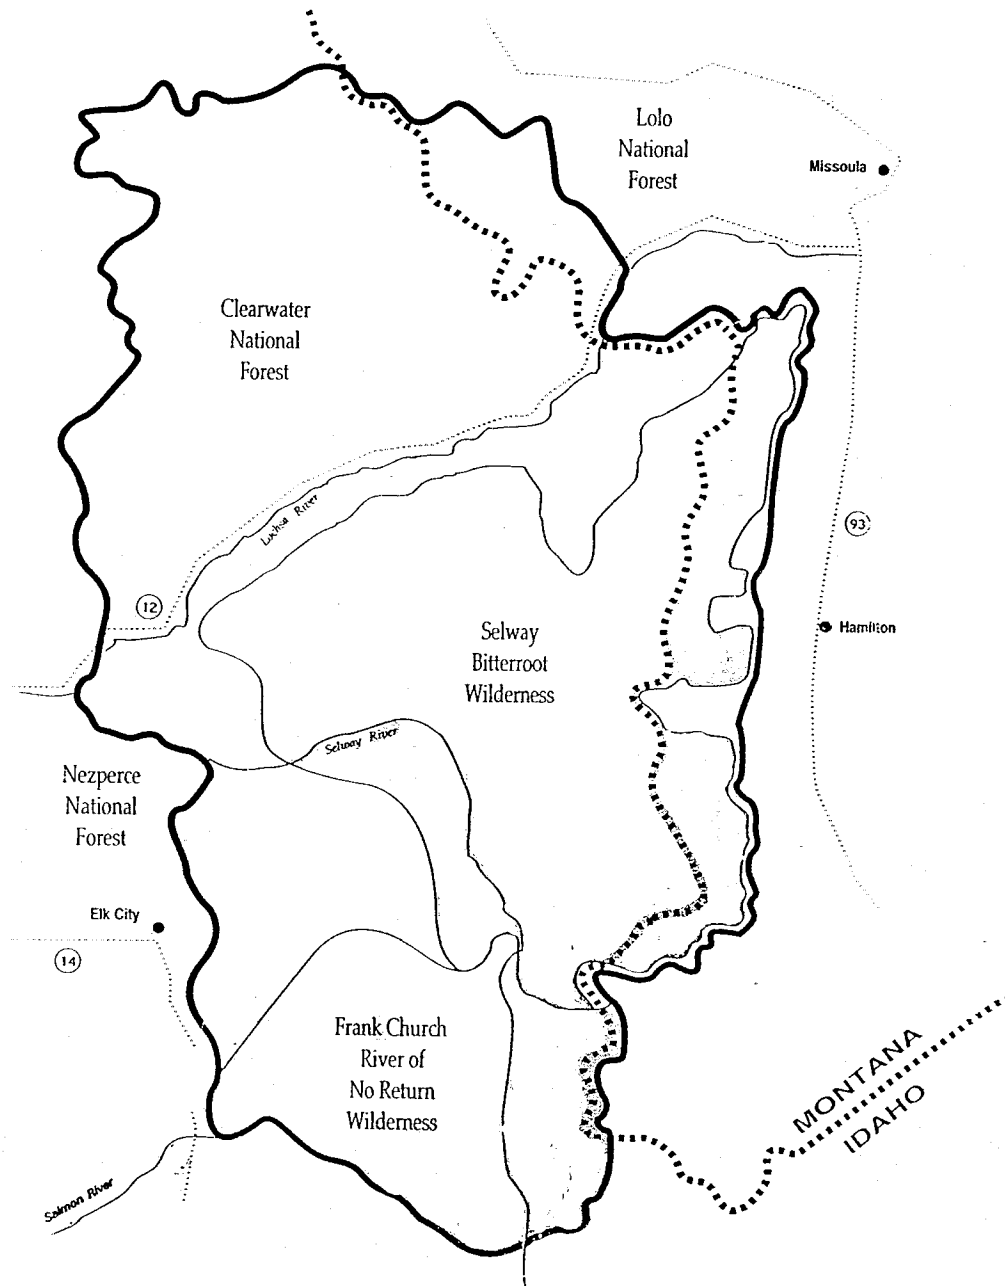 Lolo
National
Forest
Missoula
Clearwater
National
Forest
Lochsa River
93
12
Hamilton
Selway
Bitterroot
Wilderness
Selway River
Nezperce
National
Forest
Elk City
14
Frank Church
River of
No Return
Wilderness
MONTANA
IDAHO
Salmon River